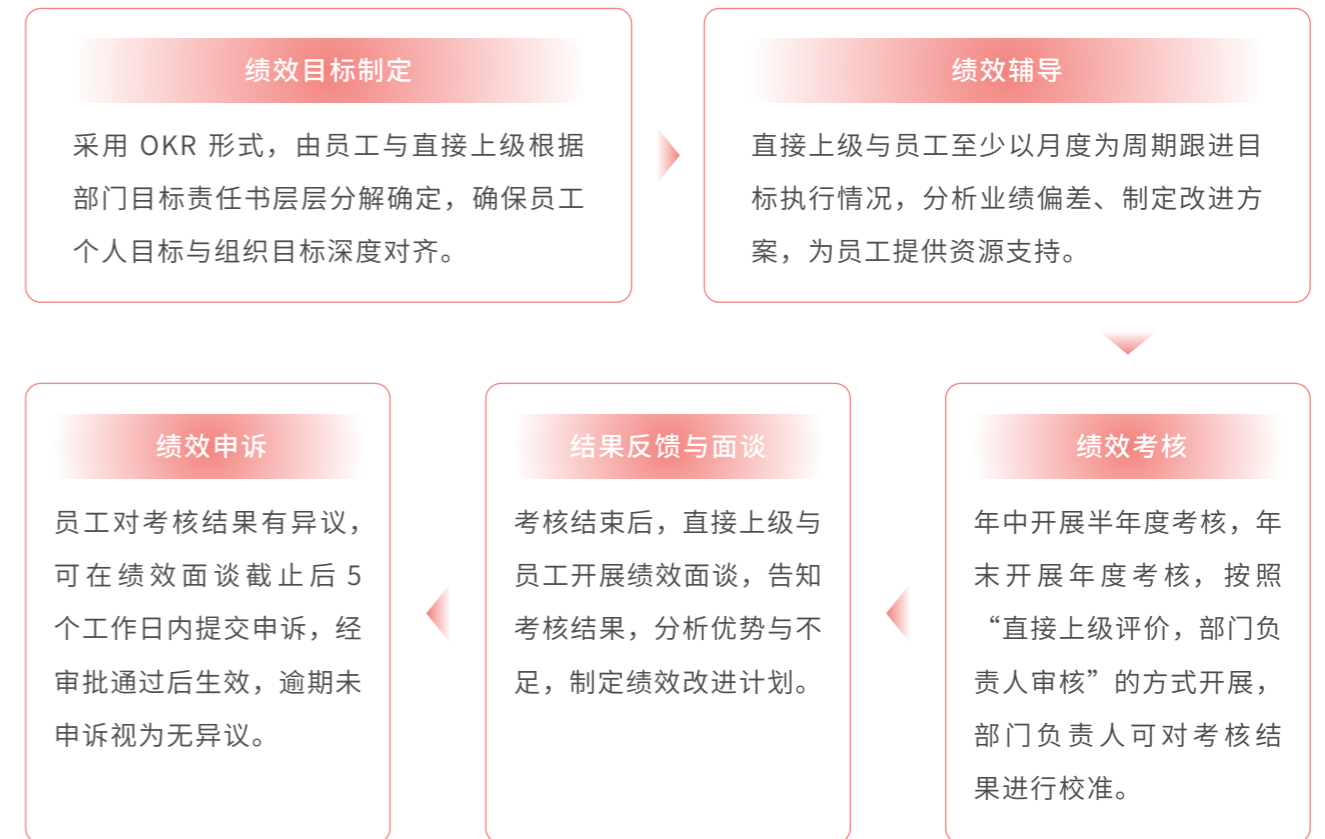 绩效目标制定
采用 OKR 形式，由员工与直接上级根据
部门目标责任书层层分解确定，确保员工
个人目标与组织目标深度对齐。
绩效辅导
直接上级与员工至少以月度为周期跟进目
标执行情况，分析业绩偏差、制定改进方
案，为员工提供资源支持。
绩效考核
年中开展半年度考核，年
末开展年度考核，按照
“直接上级评价，部门负
责人审核”的方式开展，
部门负责人可对考核结
果进行校准。
结果反馈与面谈
考核结束后，直接上级与
员工开展绩效面谈，告知
考核结果，分析优势与不
足，制定绩效改进计划。
绩效申诉
员工对考核结果有异议，
可在绩效面谈截止后 5
个工作日内提交申诉，经
审批通过后生效，逾期未
申诉视为无异议。